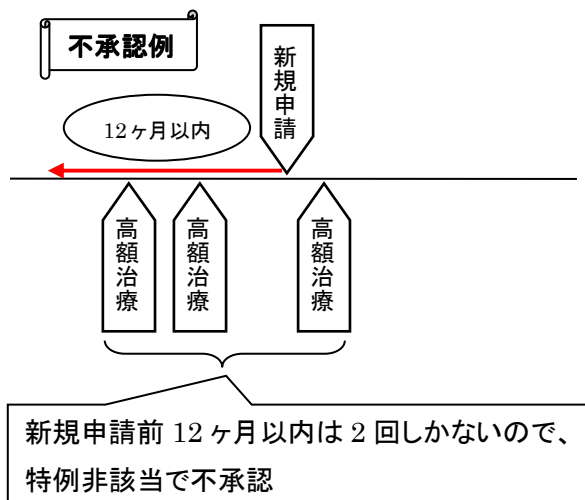 不承認例
新規申請
12ヶ月以内
高額治療
高額治療
高額治療
新規申請前 12 ヶ月以内は 2 回しかないので、
特例非該当で不承認